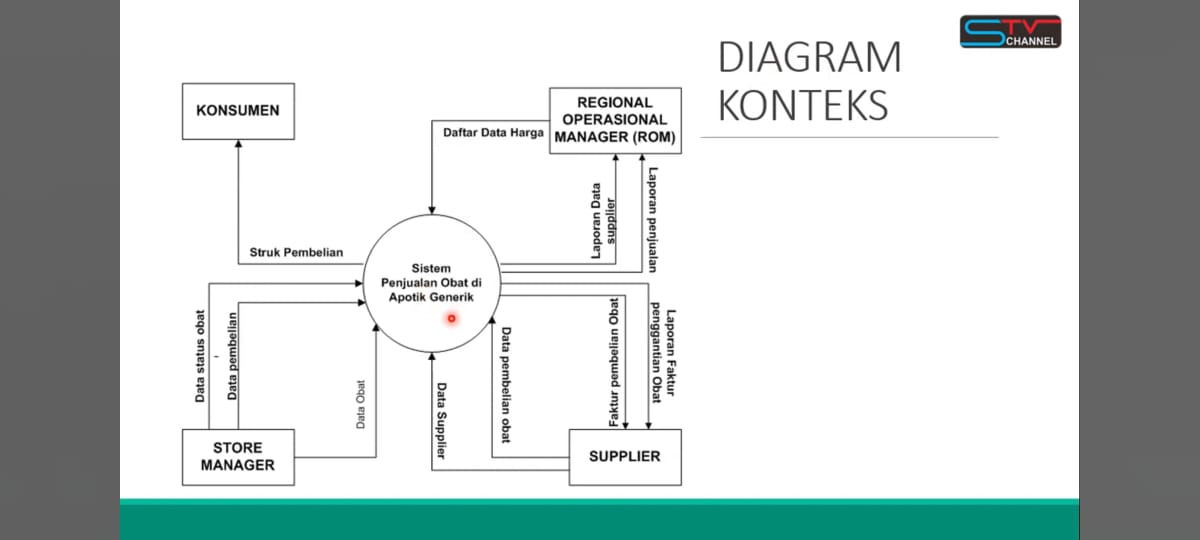 STV
CHANNEL
DIAGRAM
KONTEKS
KONSUMEN
REGIONAL
OPERASIONAL
MANAGER (ROM)
Daftar Data Harga
Laporan Data
supplier
Laporan penjualan
Struk Pembelian
Sistem
Penjualan Obat di
Apotik Generik
Data status obat
Data pembelian
Data Obat
Data Supplier
Data pembelian obat
Faktur pembelian Obat
Laporan Faktur
penggantian Obat
STORE
MANAGER
SUPPLIER